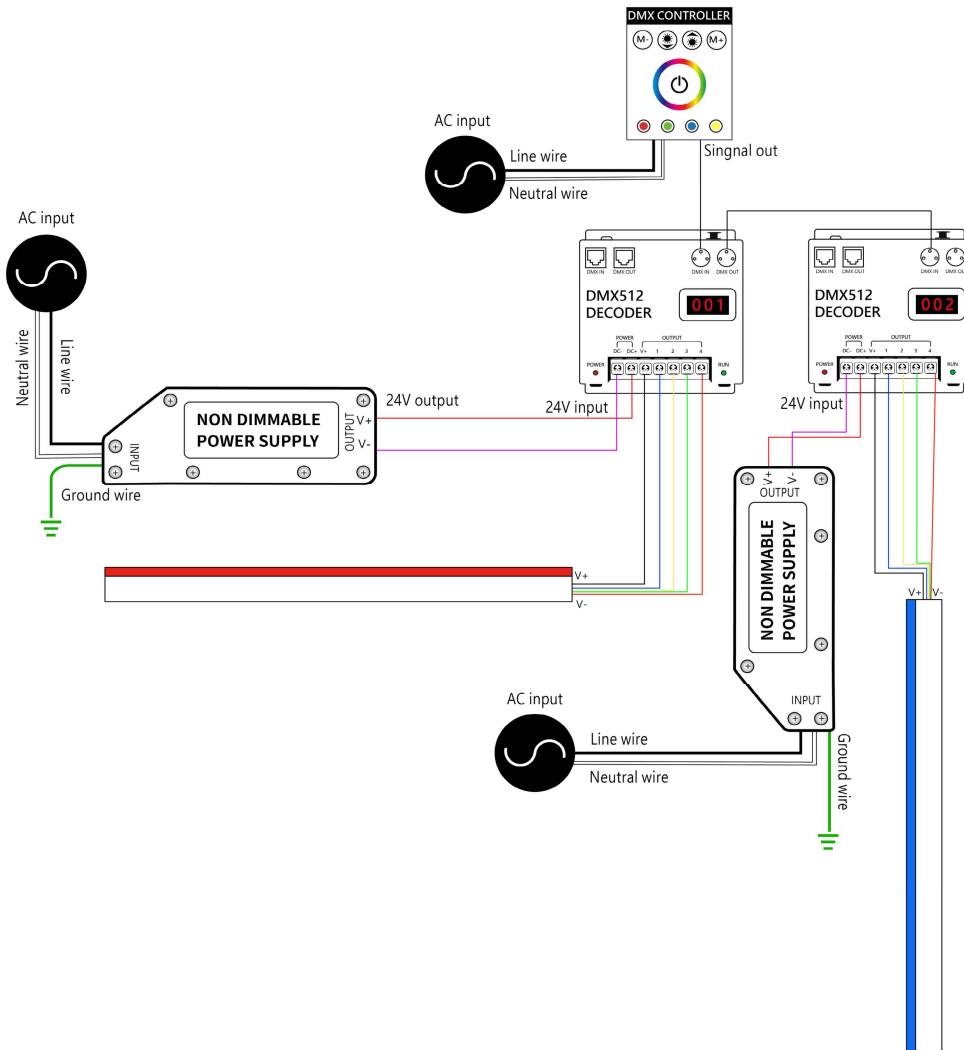 DMX CONTROLLER
M-
M+
AC input
Line wire
Neutral wire
Singnal out
AC input
Neutral wire
Line wire
DMX IN
DMX OUT
DMX IN
DMX OUT
DMX512
DECODER
001
POWER
OUTPUT
DC-
DC+
V+
1
2
3
4
POWER
RUN
24V input
DMX IN
DMX OUT
DMX IN
DMX OU
DMX512
DECODER
002
POWER
OUTPUT
DC-
DC+
V+
1
2
3
4
POWER
RUN
24V input
NON DIMMABLE
POWER SUPPLY
INPUT
OUTPUT
V+
V-
24V output
Ground wire
V+
V-
V+
V-
OUTPUT
NON DIMMABLE
POWER SUPPLY
INPUT
V+
V-
AC input
Line wire
Neutral wire
Ground wire